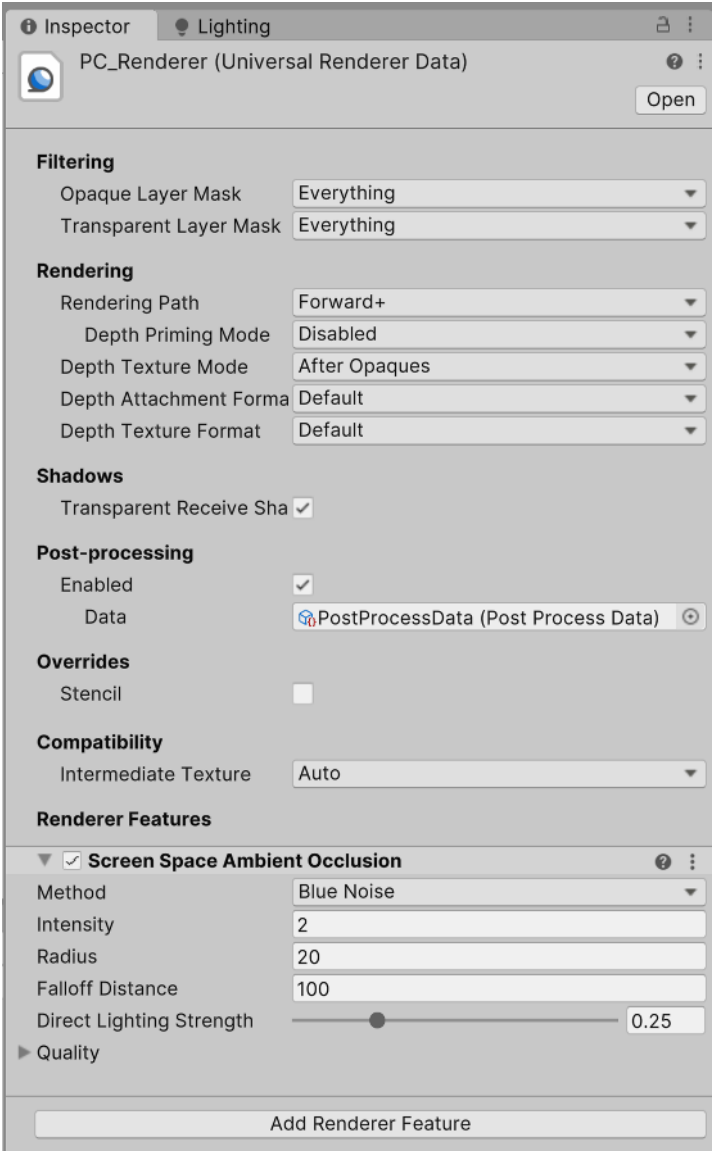 Inspector
Lighting
PC_Renderer (Universal Renderer Data)
Open
Filtering
Opaque Layer Mask Everything
Transparent Layer Mask Everything
Rendering
Rendering Path Forward+
Depth Priming Mode Disabled
Depth Texture Mode After Opaques
Depth Attachment Forma Default
Depth Texture Format Default
Shadows
Transparent Receive Sha
Post-processing
Enabled
Data PostProcessData (Post Process Data)
Overrides
Stencil
Compatibility
Intermediate Texture Auto
Renderer Features
Screen Space Ambient Occlusion
Method Blue Noise
Intensity 2
Radius 20
Falloff Distance 100
Direct Lighting Strength 0.25
Quality
Add Renderer Feature